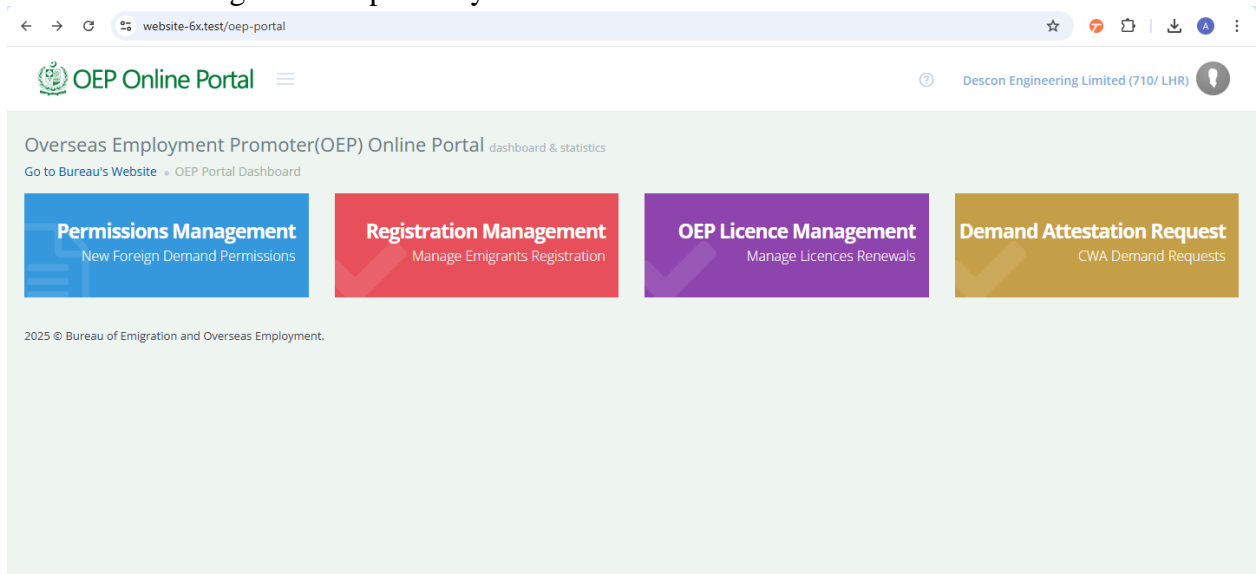 website-6x.test/oep-portal
A
OEP Online Portal
Descon Engineering Limited (710/ LHR)
Overseas Employment Promoter(OEP) Online Portal dashboard & statistics
Go to Bureau's Website • OEP Portal Dashboard
Permissions Management
New Foreign Demand Permissions
Registration Management
Manage Emigrants Registration
OEP Licence Management
Manage Licences Renewals
Demand Attestation Request
CWA Demand Requests
2025 © Bureau of Emigration and Overseas Employment.